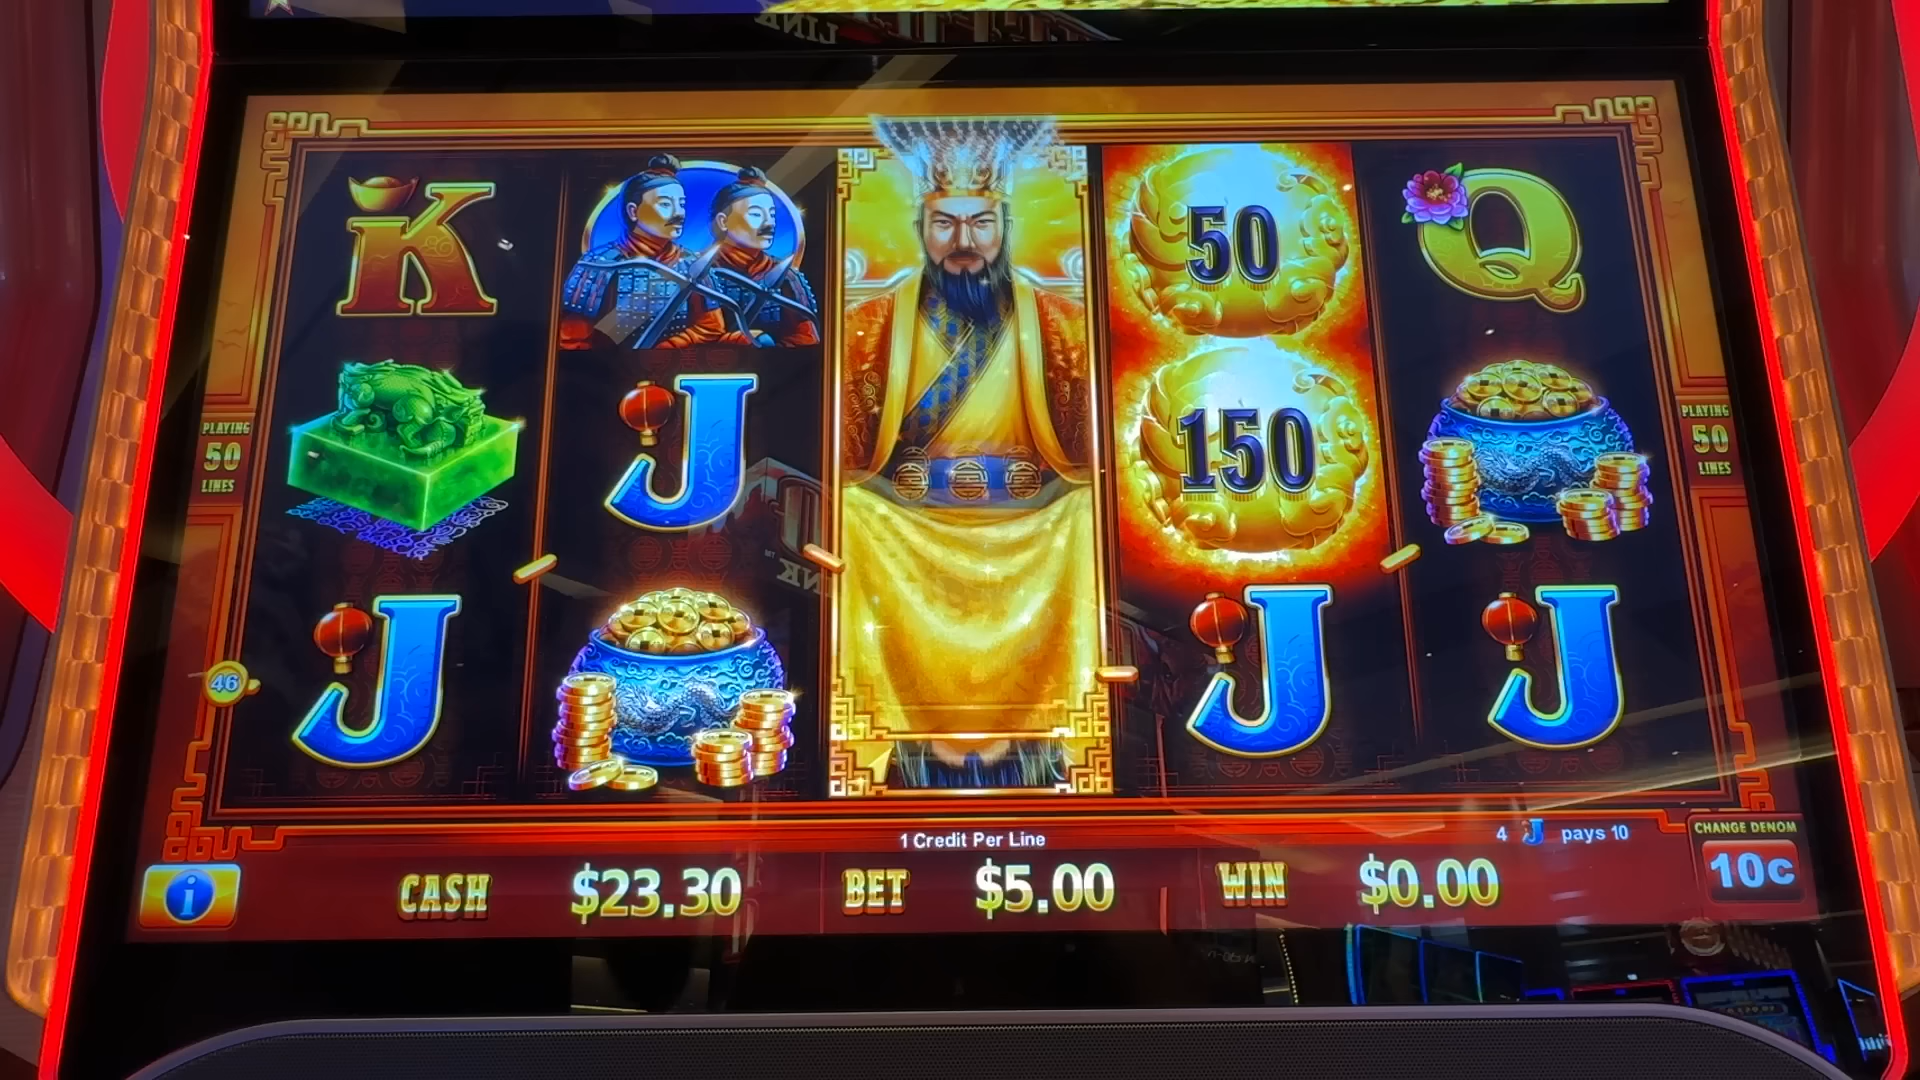 K
50
Q
J
150
PLAYING
50
LINES
PLAYING
50
LINES
46
J
J
J
1 Credit Per Line
4 J pays 10
CHANGE DENOM
10c
i
CASH
$23.30
BET
$5.00
WIN
$0.00